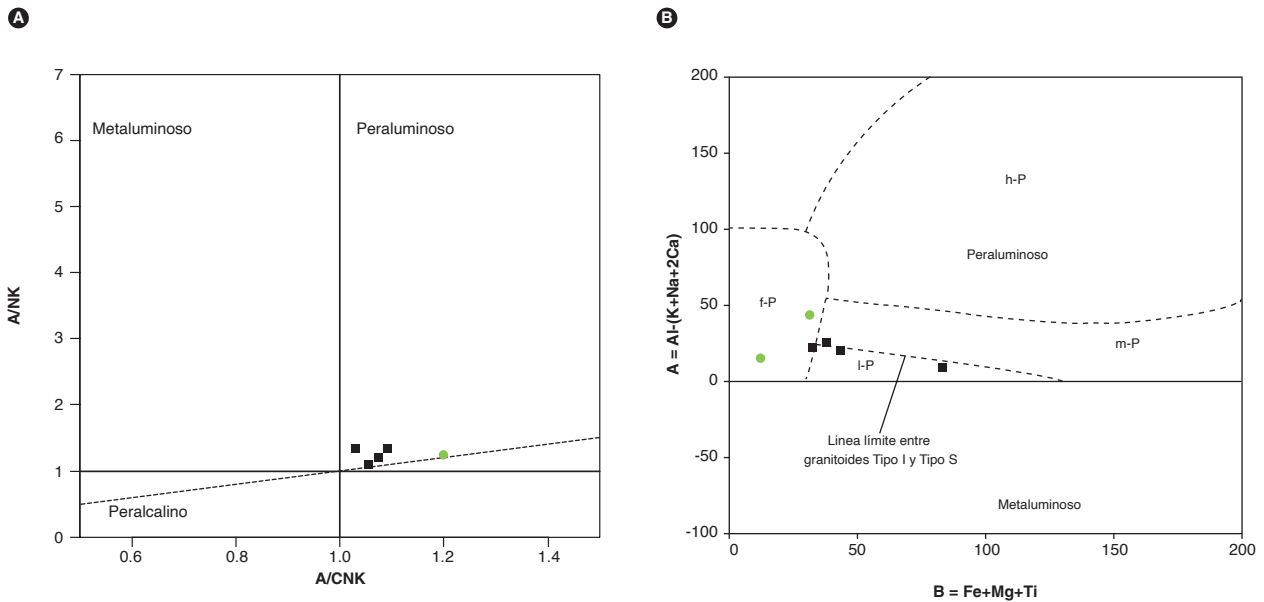 A
7
6
5
4
3
2
1
0
Metaluminoso
Peraluminoso
Peralcalino
0.6
0.8
1.0
1.2
1.4
A/NK
A/CNK
B
200
150
100
50
0
-50
-100
h-P
Peraluminoso
f-P
m-P
l-P
Linea límite entre
granitoides Tipo I y Tipo S
Metaluminoso
0
50
100
150
200
A = Al-(K+Na+2Ca)
B = Fe+Mg+Ti